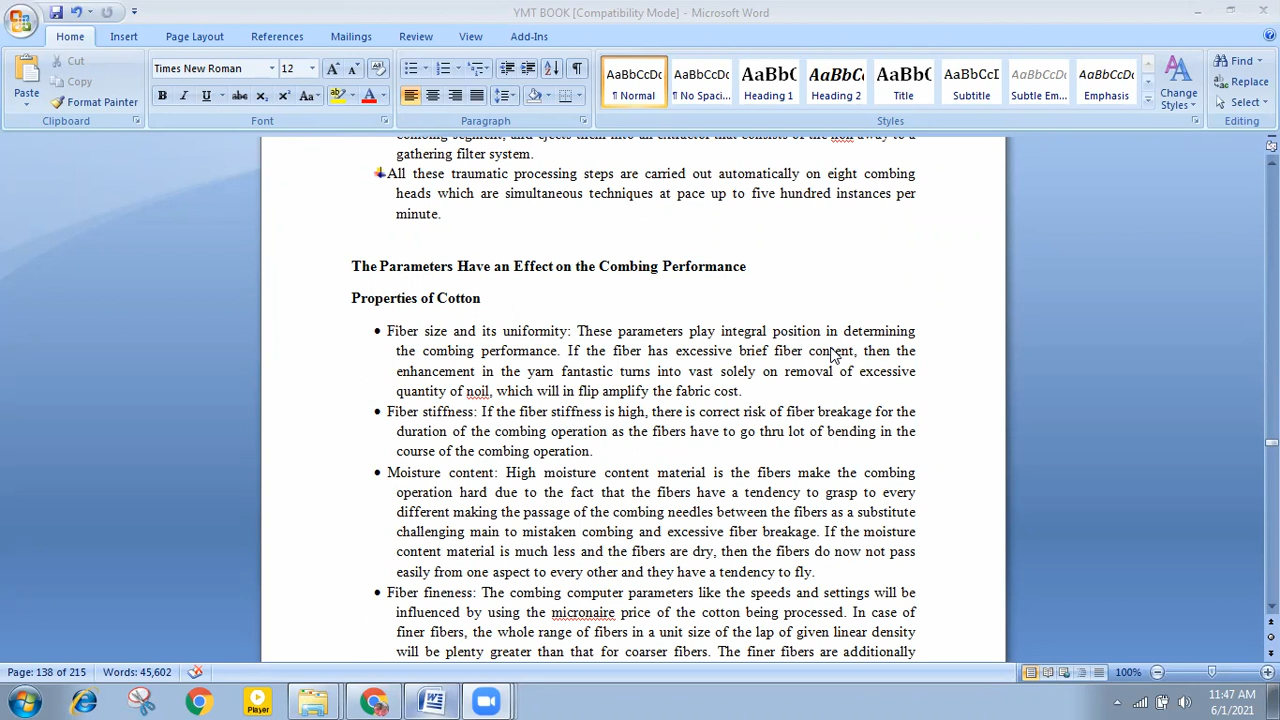 YMT BOOK [Compatibility Mode] - Microsoft Word
Home Insert Page Layout References Mailings Review View Add-Ins
Paste
Cut
Copy
Format Painter
Clipboard
Times New Roman 12
Font
Paragraph
AaBbCcDc AaBbCcDc AaBbC AaBbCc AaBbC AaBbCcI AaBbCcDc AaBbCcDc
¶ Normal ¶ No Spaci... Heading 1 Heading 2 Title Subtitle Subtle Em... Emphasis
Change Styles
Styles
Find
Replace
Select
Editing
combing segment, and ejects them into an extractor that consists of the noil away to a
gathering filter system.
All these traumatic processing steps are carried out automatically on eight combing
heads which are simultaneous techniques at pace up to five hundred instances per
minute.
The Parameters Have an Effect on the Combing Performance
Properties of Cotton
• Fiber size and its uniformity: These parameters play integral position in determining
the combing performance. If the fiber has excessive brief fiber content, then the
enhancement in the yarn fantastic turns into vast solely on removal of excessive
quantity of noil, which will in flip amplify the fabric cost.
• Fiber stiffness: If the fiber stiffness is high, there is correct risk of fiber breakage for the
duration of the combing operation as the fibers have to go thru lot of bending in the
course of the combing operation.
• Moisture content: High moisture content material is the fibers make the combing
operation hard due to the fact that the fibers have a tendency to grasp to every
different making the passage of the combing needles between the fibers as a substitute
challenging main to mistaken combing and excessive fiber breakage. If the moisture
content material is much less and the fibers are dry, then the fibers do now not pass
easily from one aspect to every other and they have a tendency to fly.
• Fiber fineness: The combing computer parameters like the speeds and settings will be
influenced by using the micronaire price of the cotton being processed. In case of
finer fibers, the whole range of fibers in a unit size of the lap of given linear density
will be plenty greater than that for coarser fibers. The finer fibers are additionally
Page: 138 of 215 Words: 45,602 100%
Player
11:47 AM
6/1/2021